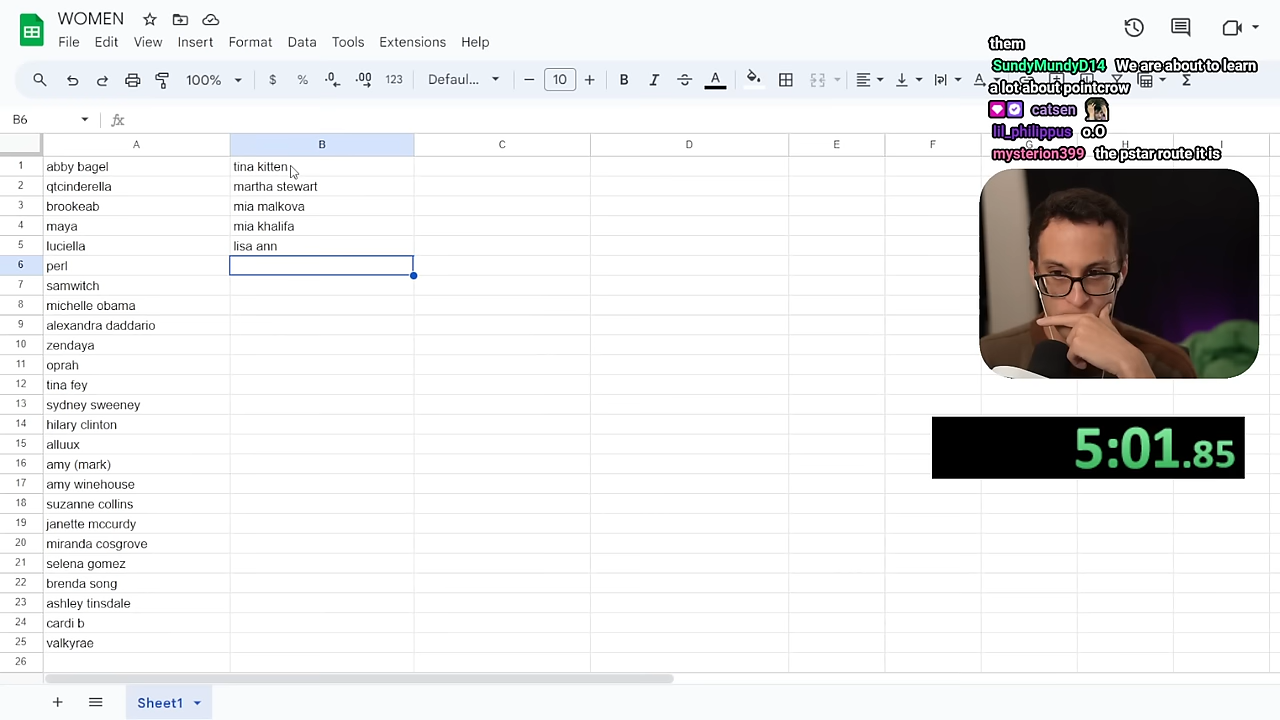 WOMEN
File Edit View Insert Format Data Tools Extensions Help
100% $ % .0 .00 123 Defaul... 10 B I A
B6 fx
A B C D E F G H I
1 abby bagel tina kitten
2 qtcinderella martha stewart
3 brookeab mia malkova
4 maya mia khalifa
5 luciella lisa ann
6 perl
7 samwitch
8 michelle obama
9 alexandra daddario
10 zendaya
11 oprah
12 tina fey
13 sydney sweeney
14 hilary clinton
15 alluux
16 amy (mark)
17 amy winehouse
18 suzanne collins
19 janette mccurdy
20 miranda cosgrove
21 selena gomez
22 brenda song
23 ashley tinsdale
24 cardi b
25 valkyrae
26
Sheet1
them
SundyMundyD14 We are about to learn
a lot about pointcrow
catsen
lil_philippus o.O
mysterion399 the pstar route it is
5:01.85